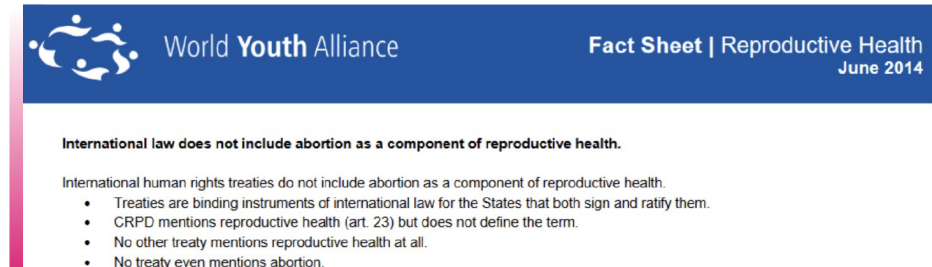 World Youth Alliance
Fact Sheet | Reproductive Health
June 2014
International law does not include abortion as a component of reproductive health.
International human rights treaties do not include abortion as a component of reproductive health.
• Treaties are binding instruments of international law for the States that both sign and ratify them.
• CRPD mentions reproductive health (art. 23) but does not define the term.
• No other treaty mentions reproductive health at all.
• No treaty even mentions abortion.